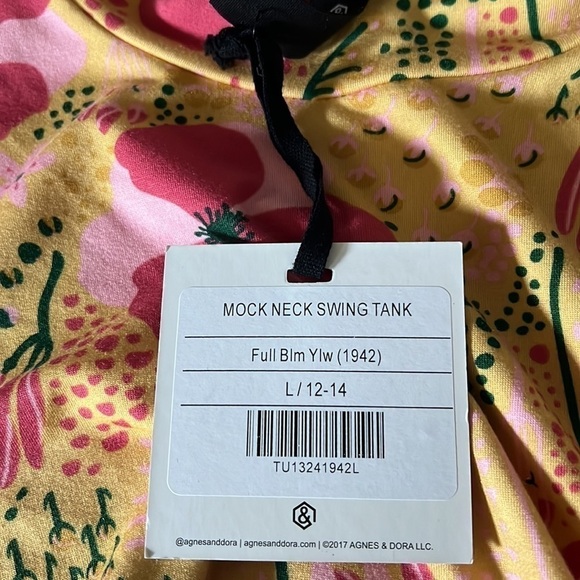 MOCK NECK SWING TANK
Full Blm Ylw (1942)
L / 12-14
TU13241942L
&
@agnesanddora | agnesanddora.com | ©2017 AGNES & DORA LLC.